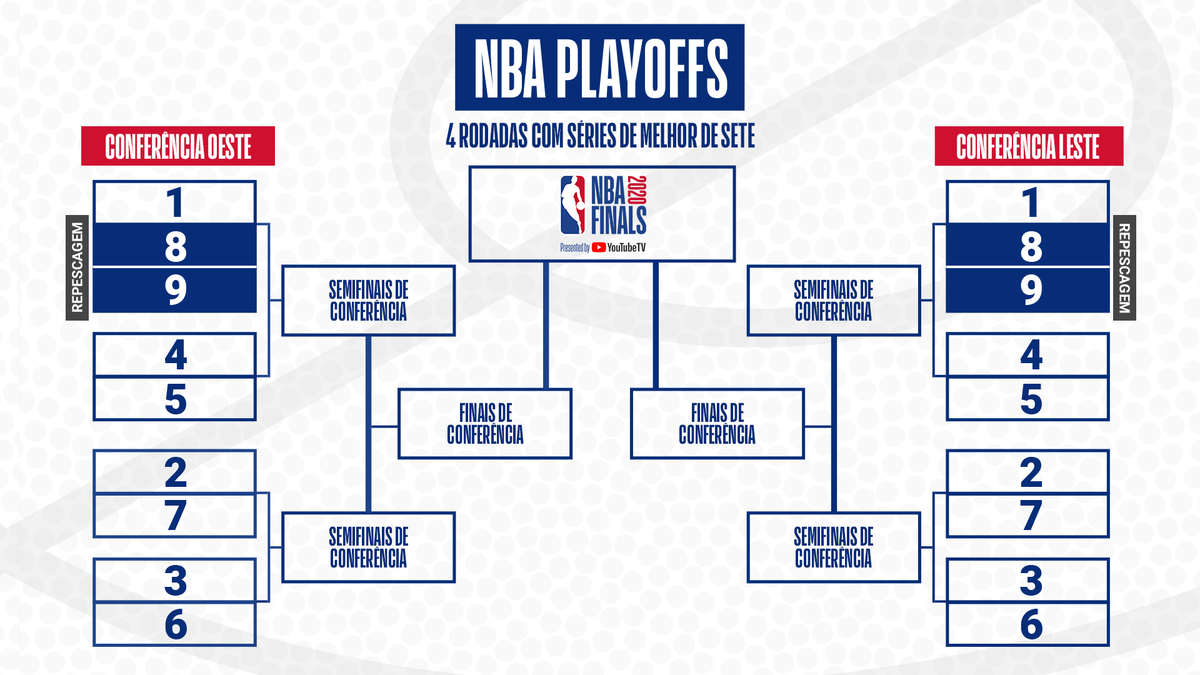 NBA PLAYOFFS
4 RODADAS COM SÉRIES DE MELHOR DE SETE
CONFERÊNCIA OESTE
1
8
9
REPESCAGEM
4
5
2
7
3
6
SEMIFINAIS DE
CONFERÊNCIA
SEMIFINAIS DE
CONFERÊNCIA
FINAIS DE
CONFERÊNCIA
NBA
FINALS
2020
Presented by YouTubeTV
FINAIS DE
CONFERÊNCIA
SEMIFINAIS DE
CONFERÊNCIA
SEMIFINAIS DE
CONFERÊNCIA
CONFERÊNCIA LESTE
1
8
9
REPESCAGEM
4
5
2
7
3
6